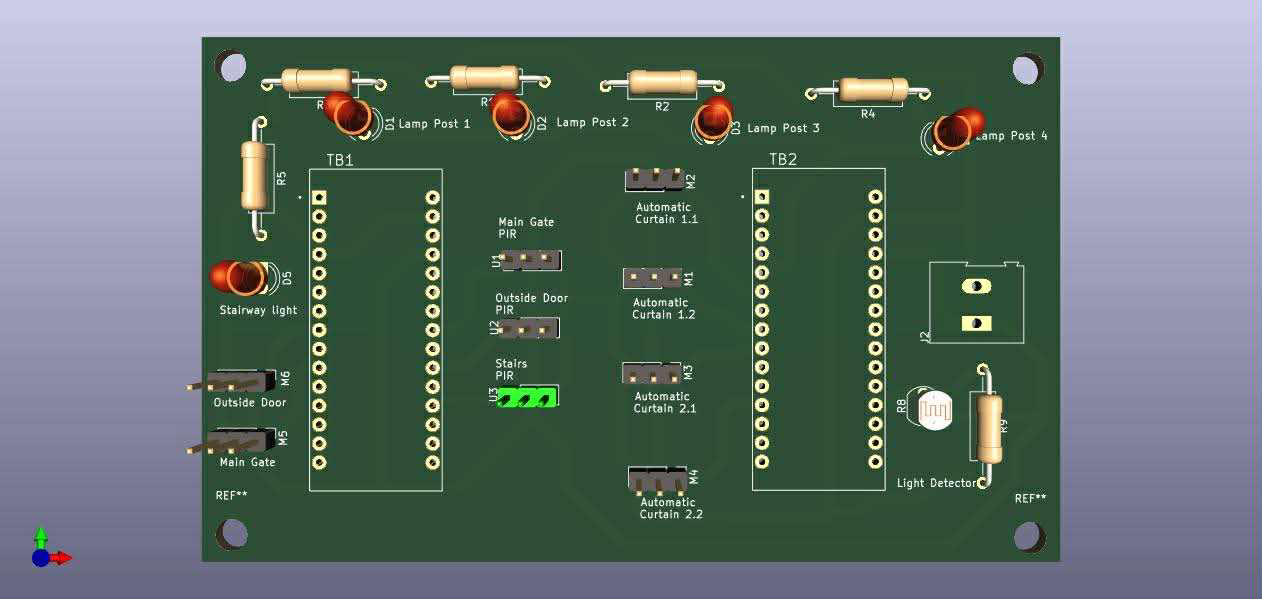 R2
R4
D1
Lamp Post 1
D2
Lamp Post 2
D3
Lamp Post 3
Lamp Post 4
R5
TB1
TB2
M2
Automatic
Curtain 1.1
Main Gate
PIR
U1
D5
Stairway light
M1
Automatic
Curtain 1.2
Outside Door
PIR
U2
J2
Stairs
PIR
U3
M3
Automatic
Curtain 2.1
M6
Outside Door
R8
R9
M5
Main Gate
M4
Automatic
Curtain 2.2
Light Detector
REF**
REF**